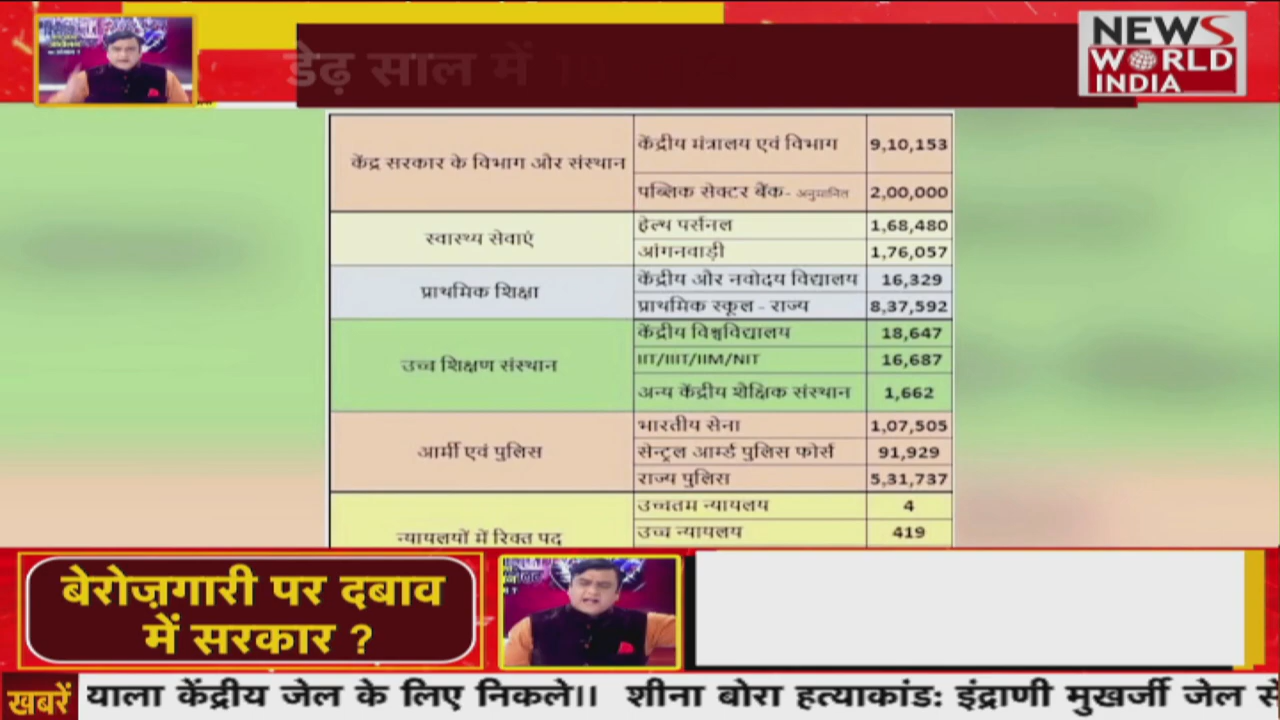 डेढ़ साल में
NEWS
WORLD
INDIA
केंद्र सरकार के विभाग और संस्थान
केंद्रीय मंत्रालय एवं विभाग 9,10,153
पब्लिक सेक्टर बैंक- अनुमानित 2,00,000
स्वास्थ्य सेवाएं
हेल्थ पर्सनल 1,68,480
आंगनवाड़ी 1,76,057
प्राथमिक शिक्षा
केंद्रीय और नवोदय विद्यालय 16,329
प्राथमिक स्कूल - राज्य 8,37,592
उच्च शिक्षण संस्थान
केंद्रीय विश्वविद्यालय 18,647
IIT/IIIT/IIM/NIT 16,687
अन्य केंद्रीय शैक्षिक संस्थान 1,662
आर्मी एवं पुलिस
भारतीय सेना 1,07,505
सेन्ट्रल आर्म्ड पुलिस फोर्स 91,929
राज्य पुलिस 5,31,737
न्यायलयों में रिक्त पद
उच्चतम न्यायलय 4
उच्च न्यायलय 419
बेरोज़गारी पर दबाव
में सरकार ?
खबरें याला केंद्रीय जेल के लिए निकले।। शीना बोरा हत्याकांड: इंद्राणी मुखर्जी जेल से